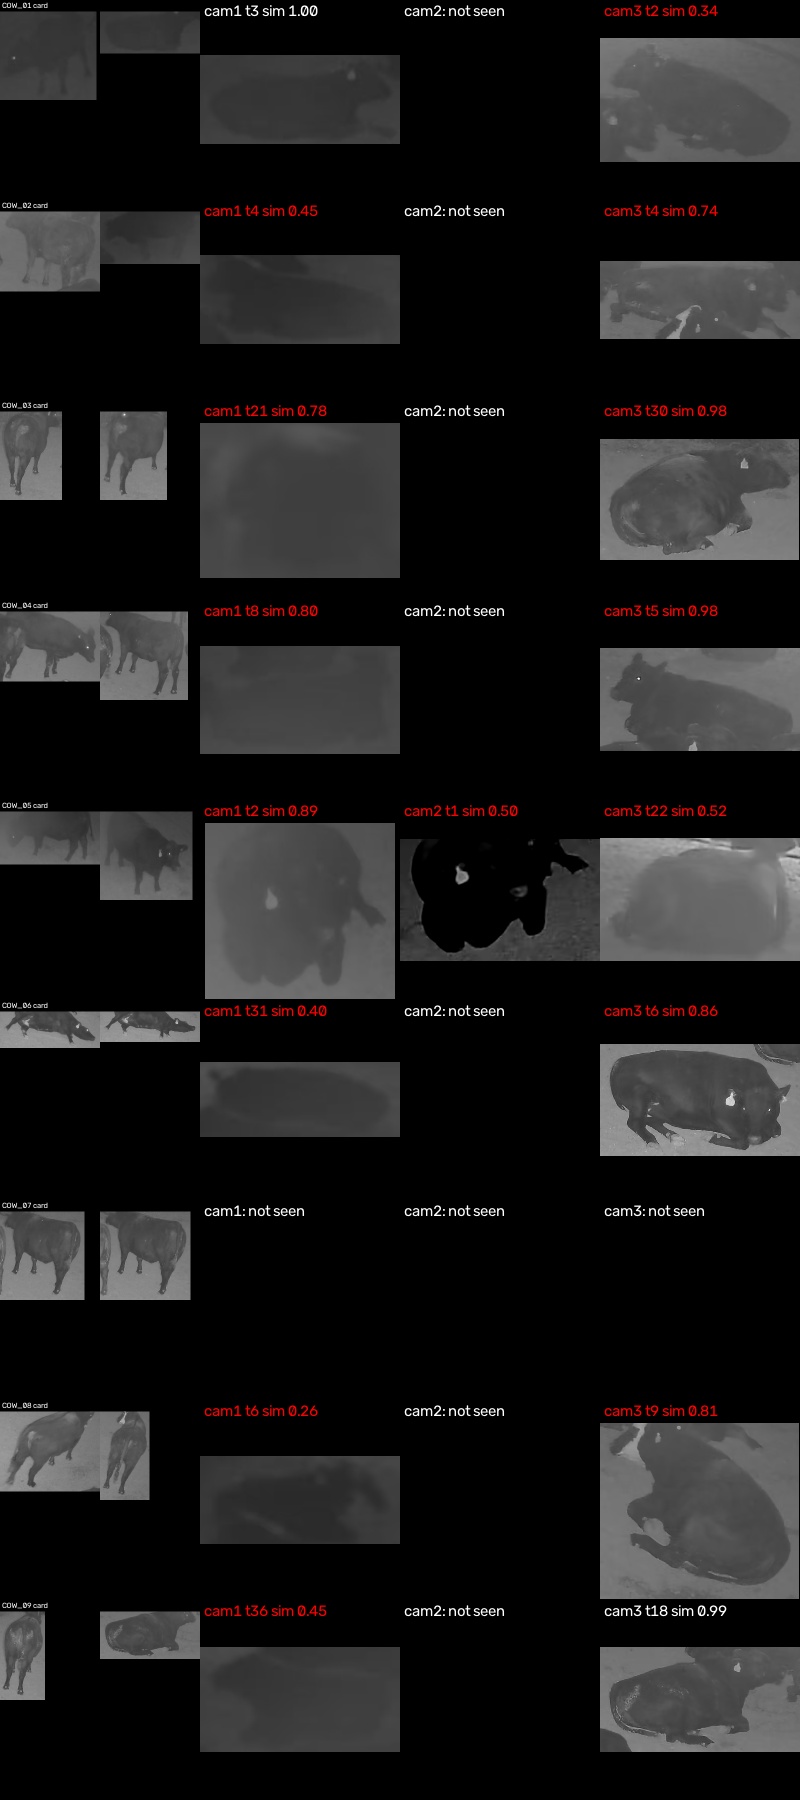 COW_01 card
cam1 t3 sim 1.00
cam2: not seen
cam3 t2 sim 0.34
COW_02 card
cam1 t4 sim 0.45
cam2: not seen
cam3 t4 sim 0.74
COW_03 card
cam1 t21 sim 0.78
cam2: not seen
cam3 t30 sim 0.98
COW_04 card
cam1 t8 sim 0.80
cam2: not seen
cam3 t5 sim 0.98
COW_05 card
cam1 t2 sim 0.89
cam2 t1 sim 0.50
cam3 t22 sim 0.52
COW_06 card
cam1 t31 sim 0.40
cam2: not seen
cam3 t6 sim 0.86
COW_07 card
cam1: not seen
cam2: not seen
cam3: not seen
COW_08 card
cam1 t6 sim 0.26
cam2: not seen
cam3 t9 sim 0.81
COW_09 card
cam1 t36 sim 0.45
cam2: not seen
cam3 t18 sim 0.99